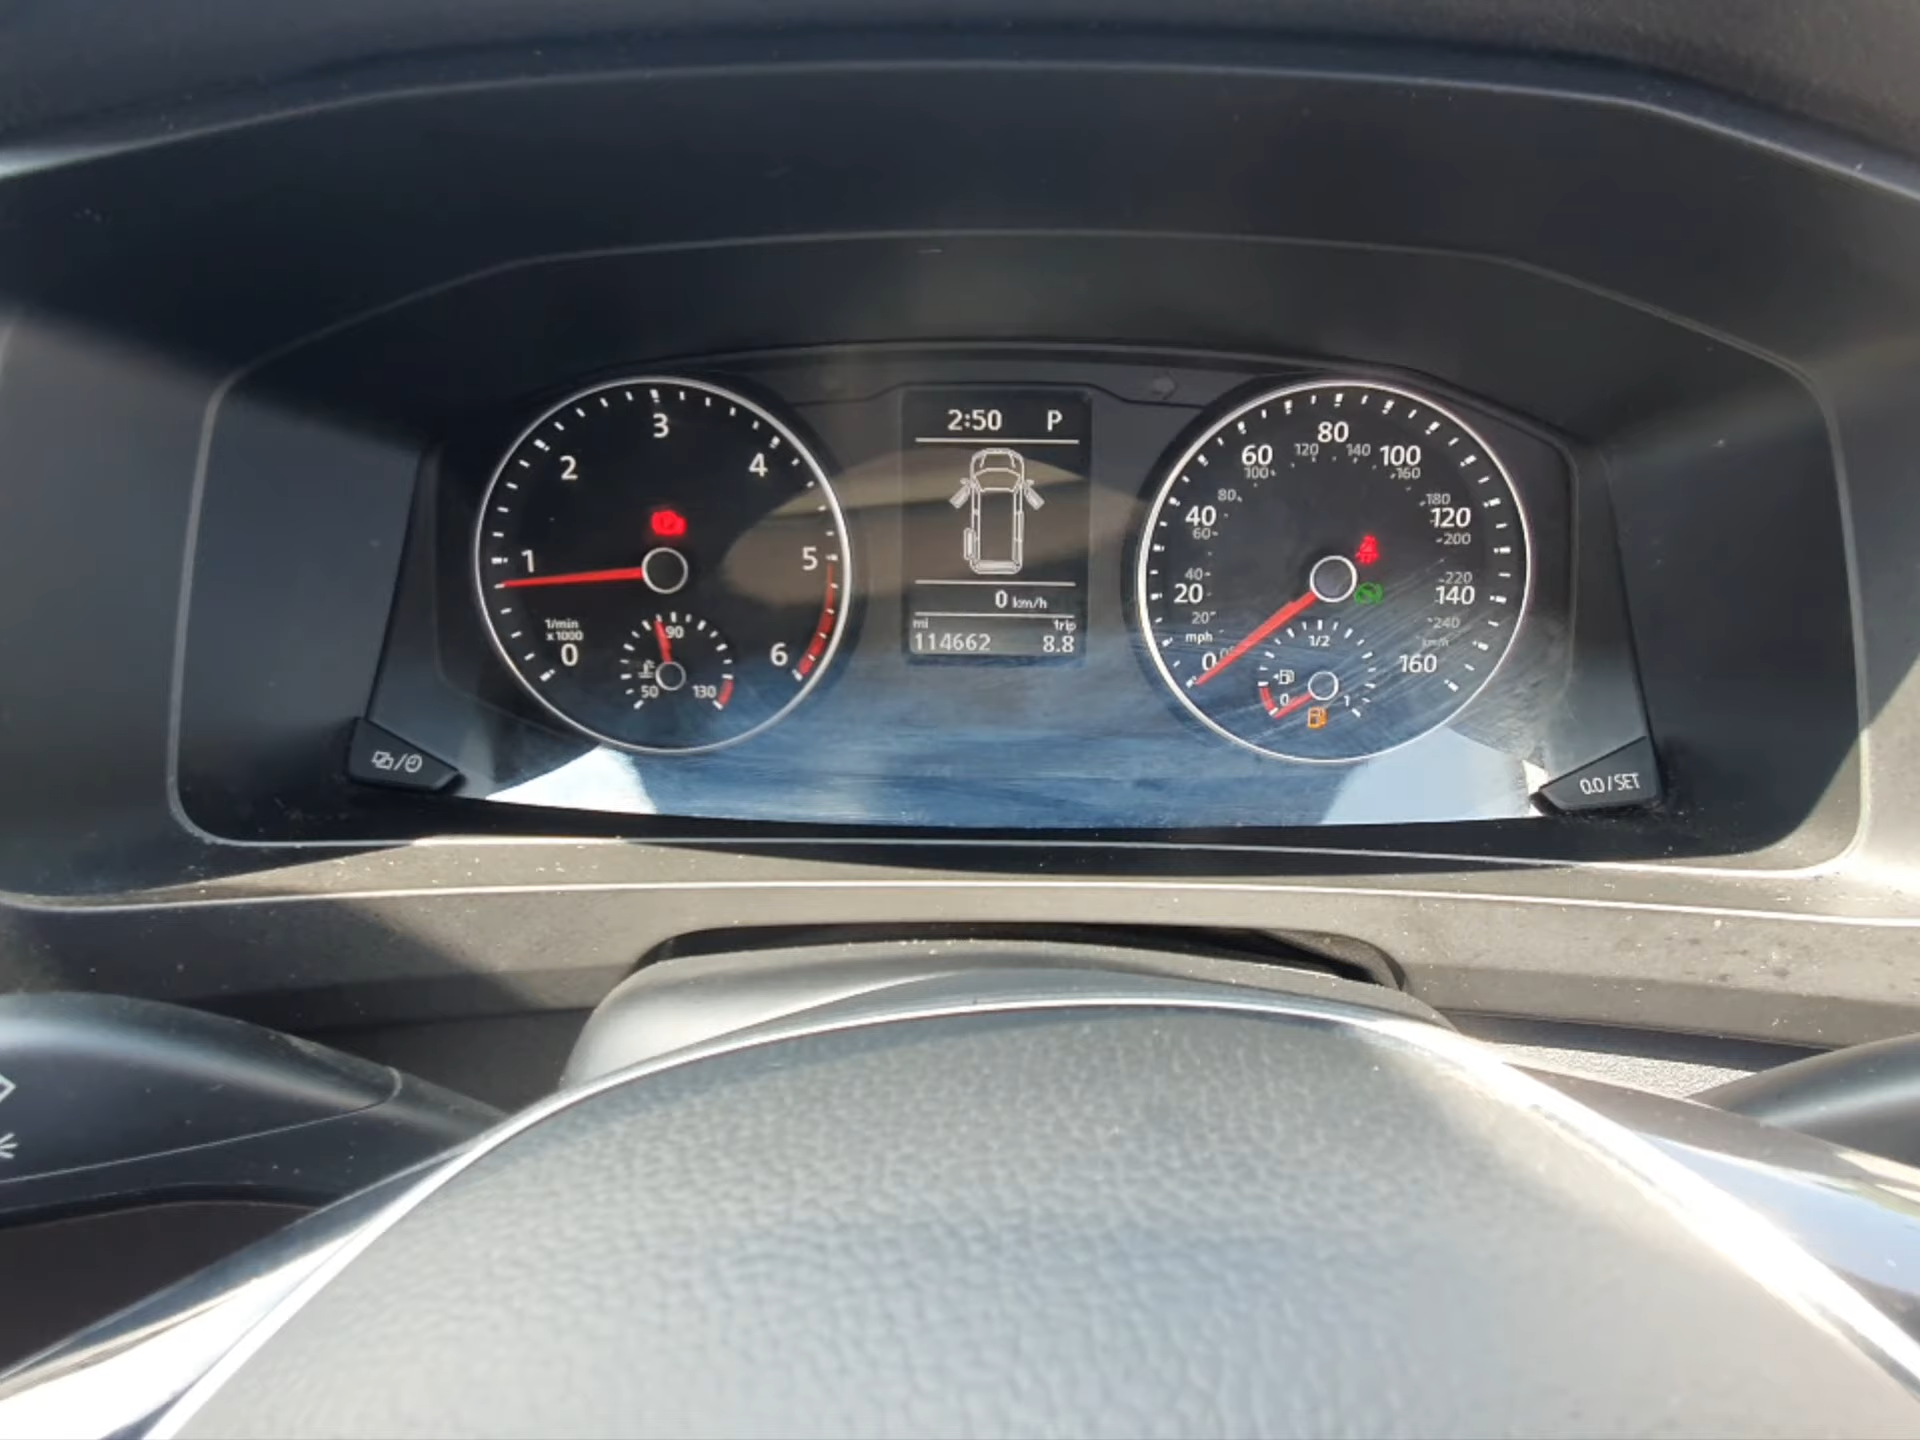 2:50 P
0 km/h
mi trip
114662 8.8
0 1 2 3 4 5 6
1/min
x1000
50 90 130
0 20 40 60 80 100 120 140 160
mph
20 40 60 80 100 120 140 160 180 200 220 240
km/h
0 1/2 1
0.0/SET